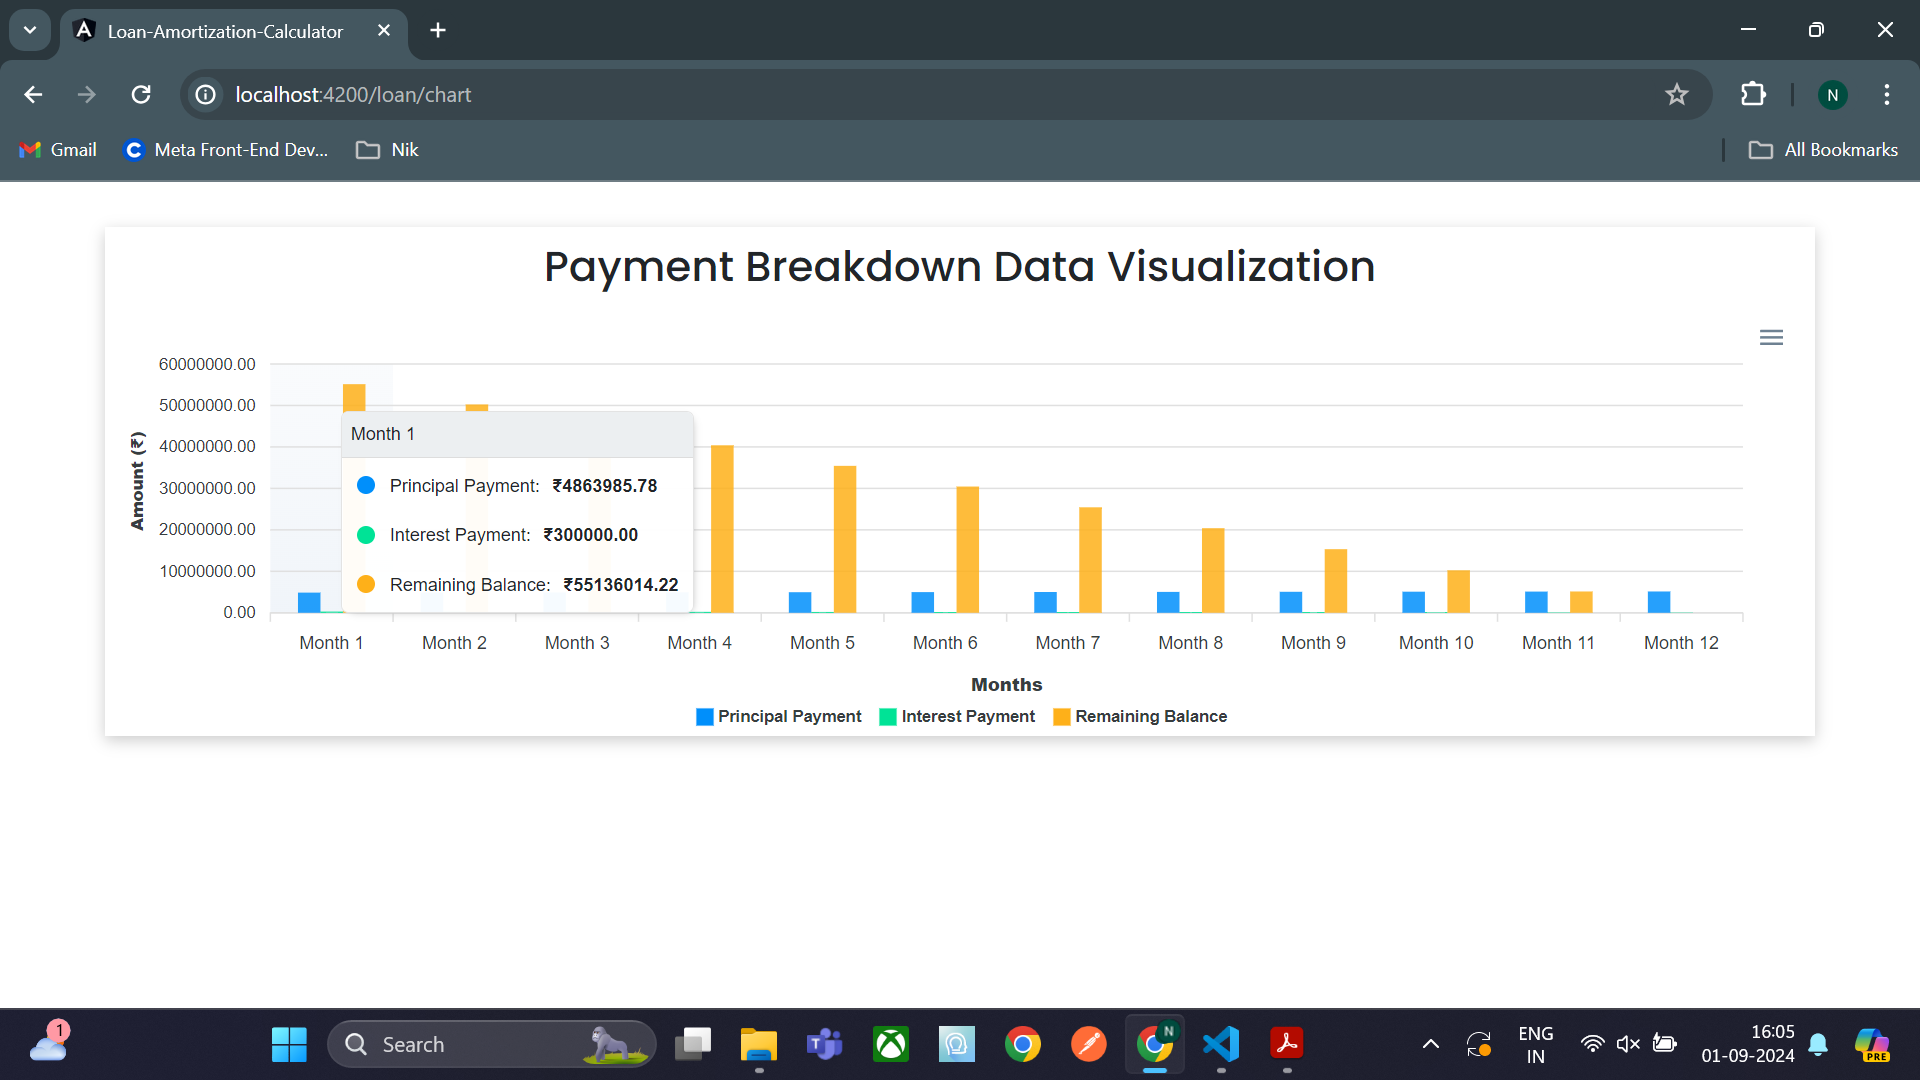 Loan-Amortization-Calculator
localhost:4200/loan/chart
N
Gmail
Meta Front-End Dev...
Nik
All Bookmarks
Payment Breakdown Data Visualization
60000000.00
50000000.00
40000000.00
30000000.00
20000000.00
10000000.00
0.00
Amount (₹)
Month 1
Principal Payment: ₹4863985.78
Interest Payment: ₹300000.00
Remaining Balance: ₹55136014.22
Month 1 Month 2 Month 3 Month 4 Month 5 Month 6 Month 7 Month 8 Month 9 Month 10 Month 11 Month 12
Months
Principal Payment Interest Payment Remaining Balance
1
Search
N
ENG
IN
16:05
01-09-2024
PRE